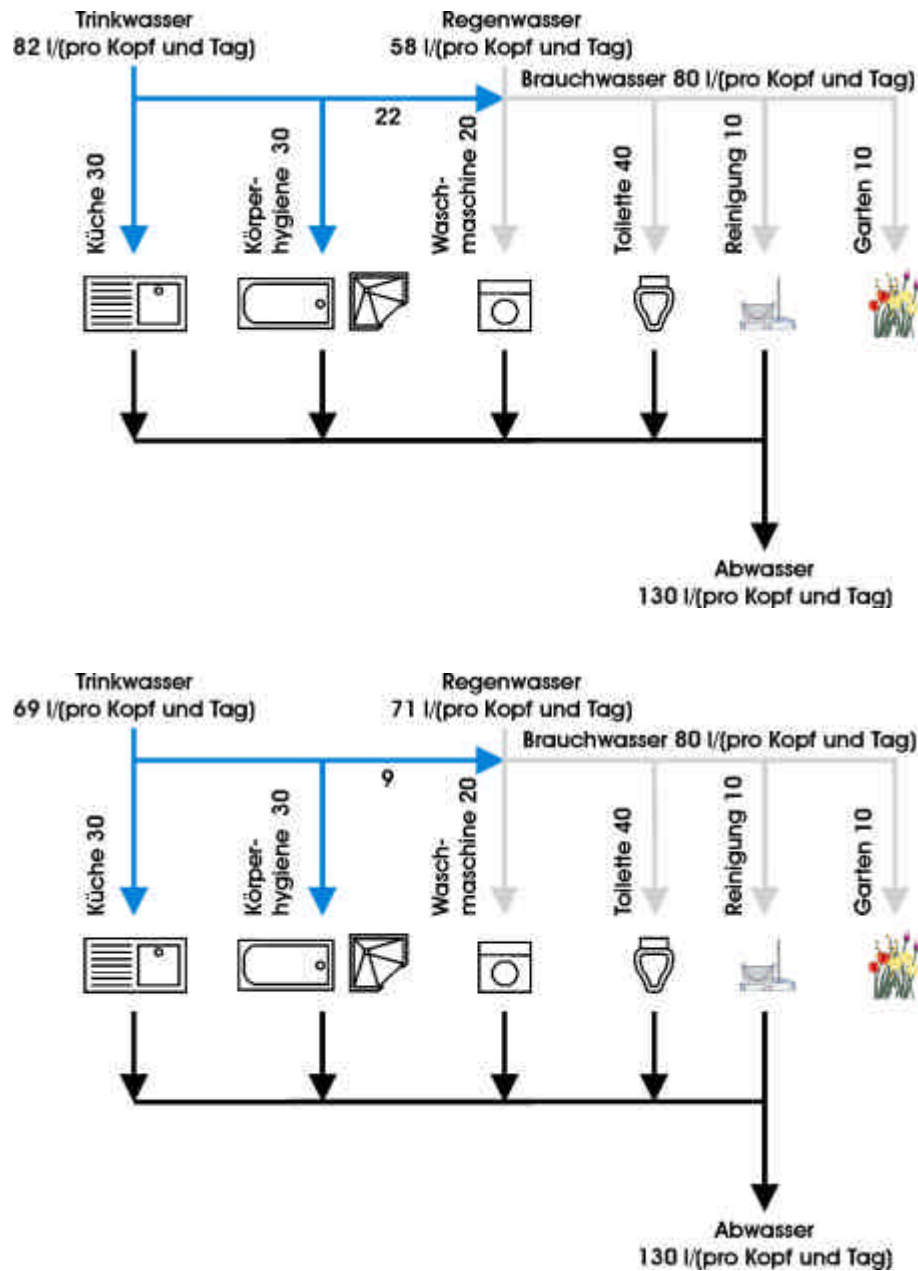 Trinkwasser
82 l/(pro Kopf und Tag)
Regenwasser
58 l/(pro Kopf und Tag)
Brauchwasser 80 l/(pro Kopf und Tag)
22
Küche 30
Körper-
hygiene 30
Wasch-
maschine 20
Toilette 40
Reinigung 10
Garten 10
Abwasser
130 l/(pro Kopf und Tag)
Trinkwasser
69 l/(pro Kopf und Tag)
Regenwasser
71 l/(pro Kopf und Tag)
Brauchwasser 80 l/(pro Kopf und Tag)
9
Küche 30
Körper-
hygiene 30
Wasch-
maschine 20
Toilette 40
Reinigung 10
Garten 10
Abwasser
130 l/(pro Kopf und Tag)